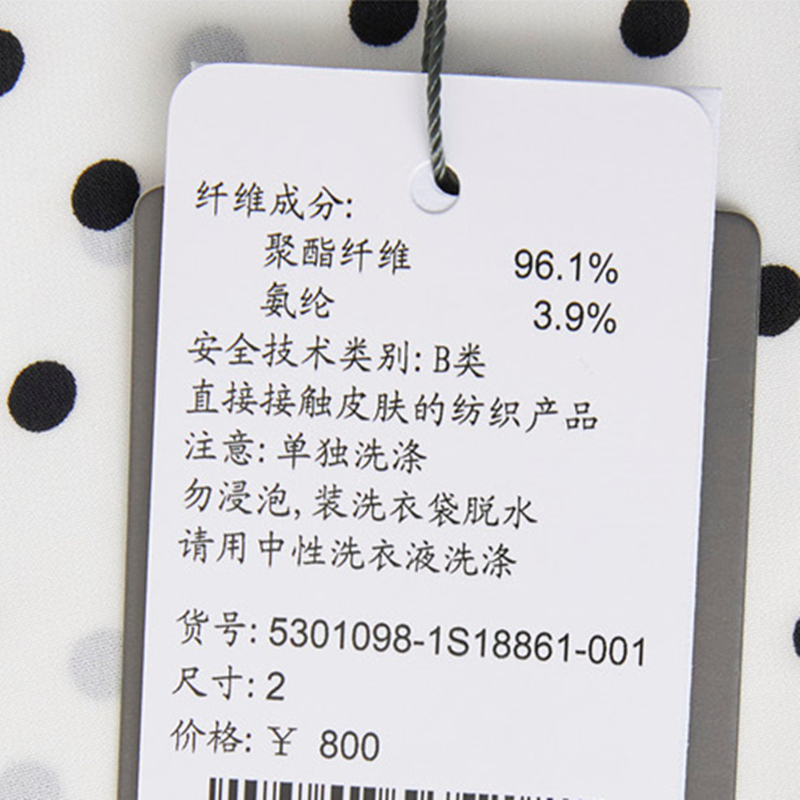 纤维成分:
聚酯纤维 96.1%
氨纶 3.9%
安全技术类别: B类
直接接触皮肤的纺织产品
注意: 单独洗涤
勿浸泡, 装洗衣袋脱水
请用中性洗衣液洗涤
货号: 5301098-1S18861-001
尺寸: 2
价格: ¥ 800